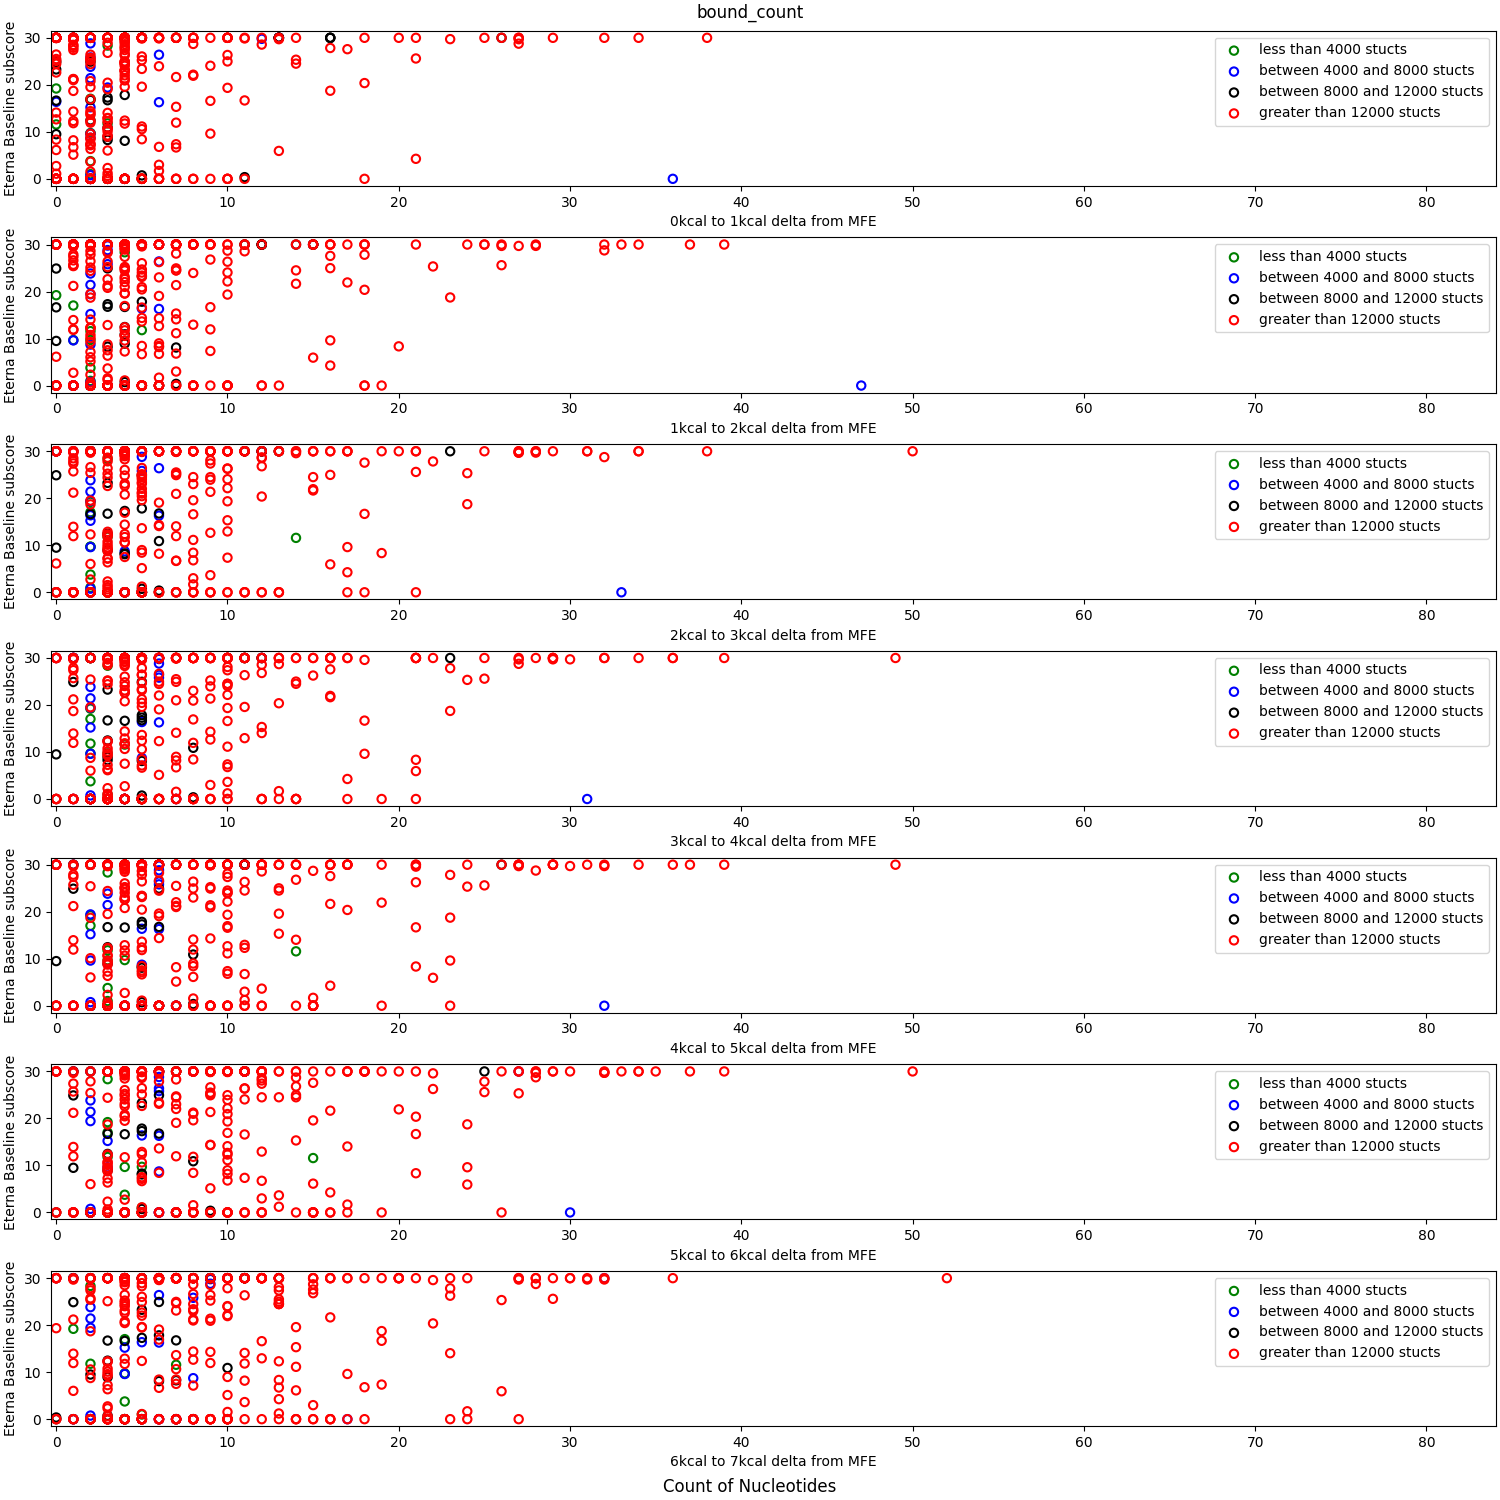 bound_count
Eterna Baseline subscore
30
20
10
0
less than 4000 stucts
between 4000 and 8000 stucts
between 8000 and 12000 stucts
greater than 12000 stucts
0 10 20 30 40 50 60 70 80
0kcal to 1kcal delta from MFE
Eterna Baseline subscore
30
20
10
0
less than 4000 stucts
between 4000 and 8000 stucts
between 8000 and 12000 stucts
greater than 12000 stucts
0 10 20 30 40 50 60 70 80
1kcal to 2kcal delta from MFE
Eterna Baseline subscore
30
20
10
0
less than 4000 stucts
between 4000 and 8000 stucts
between 8000 and 12000 stucts
greater than 12000 stucts
0 10 20 30 40 50 60 70 80
2kcal to 3kcal delta from MFE
Eterna Baseline subscore
30
20
10
0
less than 4000 stucts
between 4000 and 8000 stucts
between 8000 and 12000 stucts
greater than 12000 stucts
0 10 20 30 40 50 60 70 80
3kcal to 4kcal delta from MFE
Eterna Baseline subscore
30
20
10
0
less than 4000 stucts
between 4000 and 8000 stucts
between 8000 and 12000 stucts
greater than 12000 stucts
0 10 20 30 40 50 60 70 80
4kcal to 5kcal delta from MFE
Eterna Baseline subscore
30
20
10
0
less than 4000 stucts
between 4000 and 8000 stucts
between 8000 and 12000 stucts
greater than 12000 stucts
0 10 20 30 40 50 60 70 80
5kcal to 6kcal delta from MFE
Eterna Baseline subscore
30
20
10
0
less than 4000 stucts
between 4000 and 8000 stucts
between 8000 and 12000 stucts
greater than 12000 stucts
0 10 20 30 40 50 60 70 80
6kcal to 7kcal delta from MFE
Count of Nucleotides